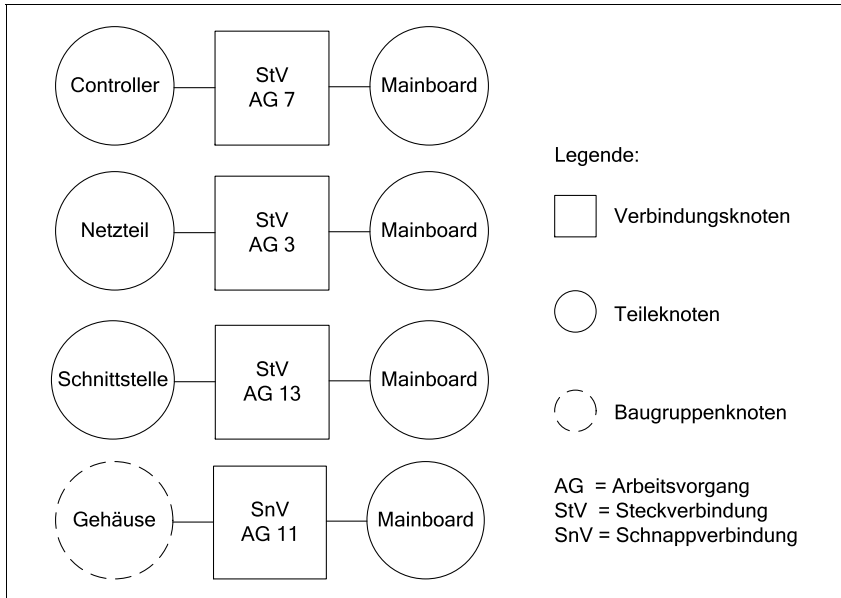 Controller
StV
AG 7
Mainboard
Netzteil
StV
AG 3
Mainboard
Schnittstelle
StV
AG 13
Mainboard
Gehäuse
SnV
AG 11
Mainboard
Legende:
Verbindungsknoten
Teileknoten
Baugruppenknoten
AG = Arbeitsvorgang
StV = Steckverbindung
SnV = Schnappverbindung